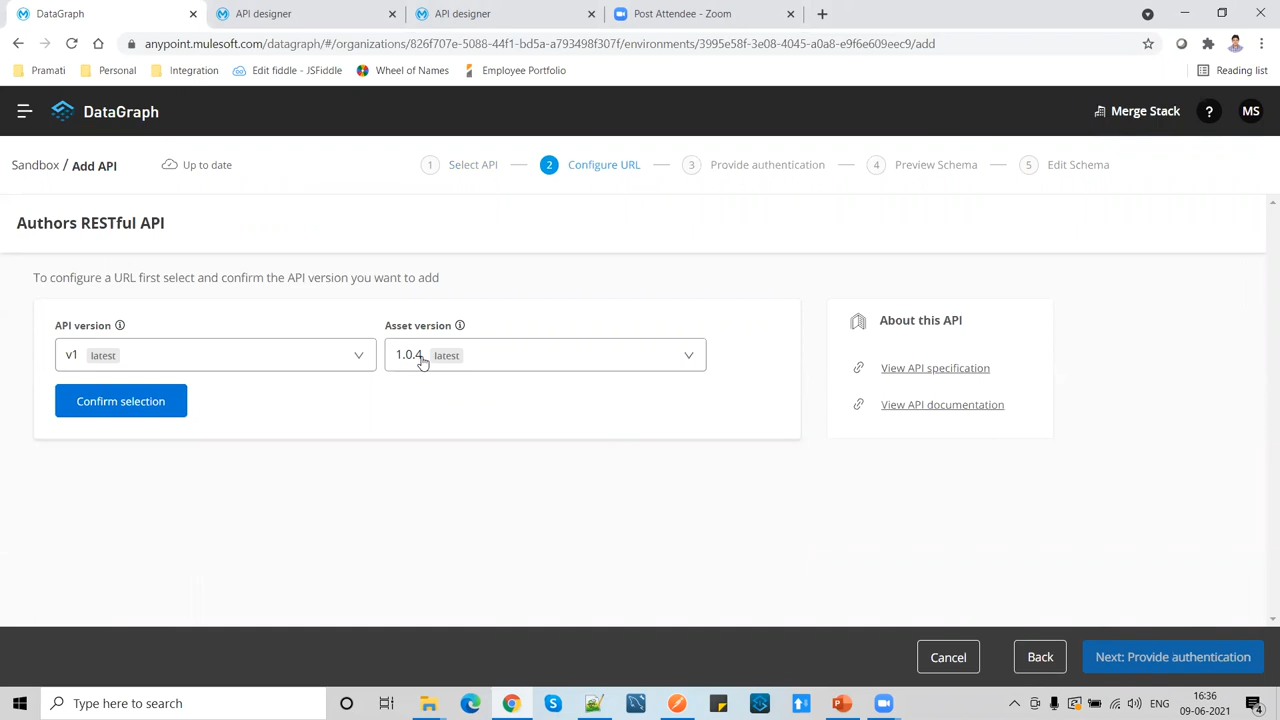 DataGraph
API designer
API designer
Post Attendee - Zoom
anypoint.mulesoft.com/datagraph/#/organizations/826f707e-5088-44f1-bd5a-a793498f307f/environments/3995e58f-3e08-4045-a0a8-e9f6e609eec9/add
Pramati
Personal
Integration
Edit fiddle - JSFiddle
Wheel of Names
Employee Portfolio
Reading list
DataGraph
Merge Stack
?
MS
Sandbox / Add API
Up to date
1 Select API
2 Configure URL
3 Provide authentication
4 Preview Schema
5 Edit Schema
Authors RESTful API
To configure a URL first select and confirm the API version you want to add
API version
Asset version
v1 latest
1.0.4 latest
Confirm selection
About this API
View API specification
View API documentation
Cancel
Back
Next: Provide authentication
Type here to search
ENG
16:36
09-06-2021
4